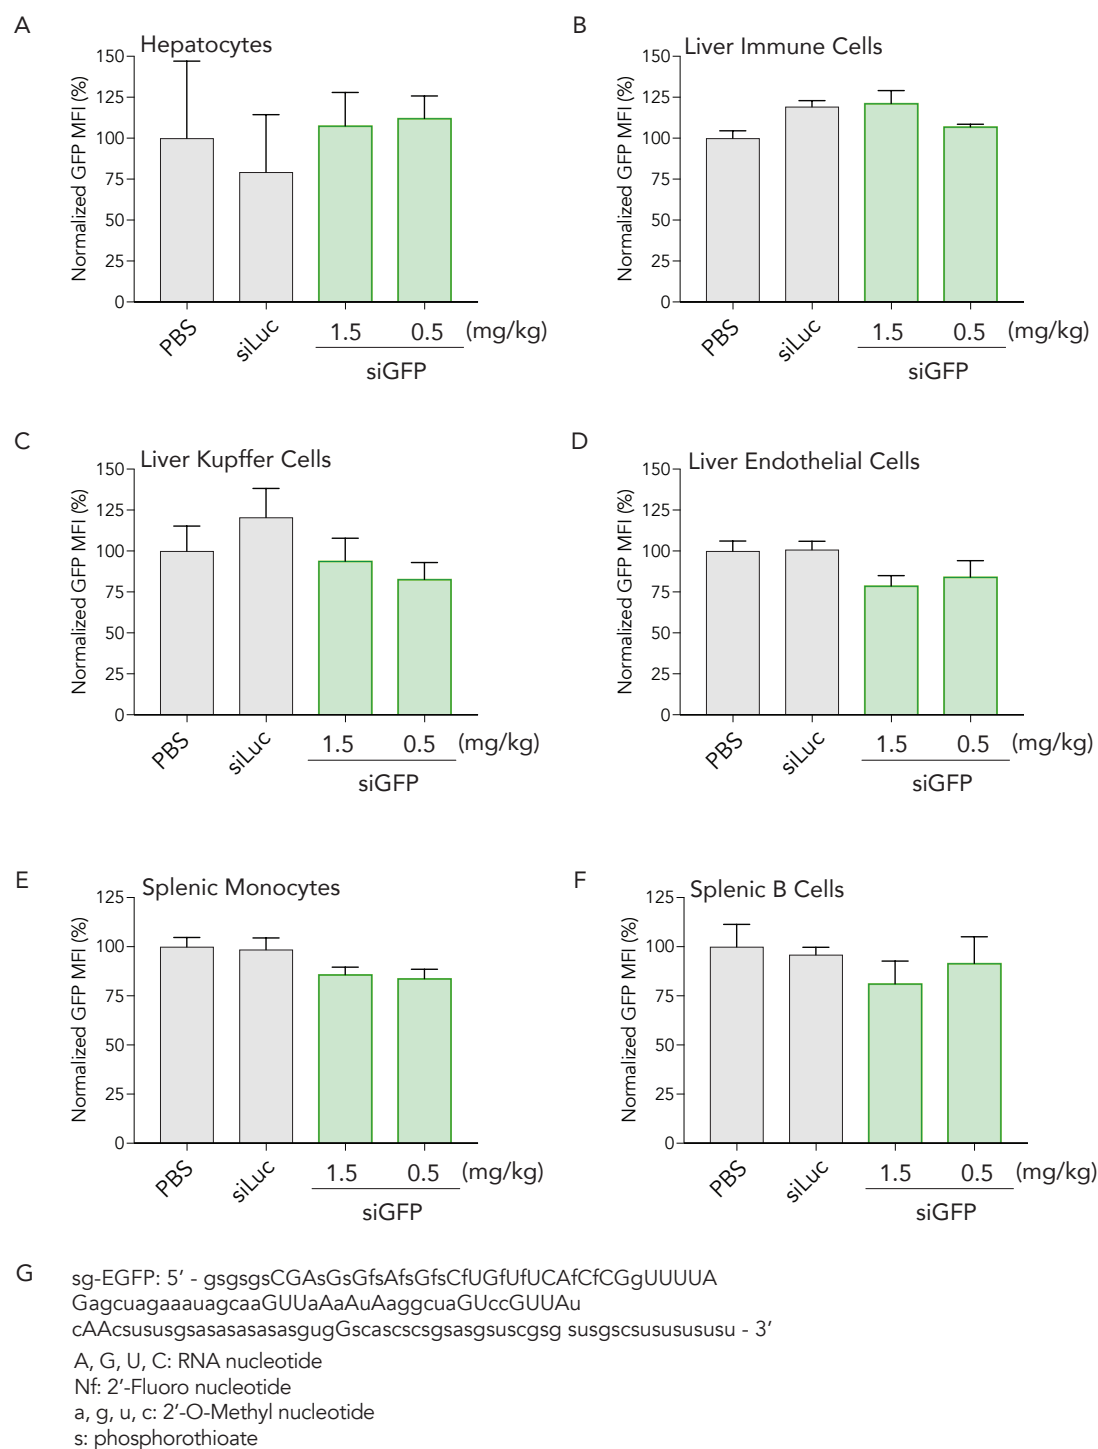 A
Hepatocytes
Normalized GFP MFI (%)
150
125
100
75
50
25
0
PBS
siLuc
1.5
0.5
(mg/kg)
siGFP
B
Liver Immune Cells
Normalized GFP MFI (%)
150
125
100
75
50
25
0
PBS
siLuc
1.5
0.5
(mg/kg)
siGFP
C
Liver Kupffer Cells
Normalized GFP MFI (%)
150
125
100
75
50
25
0
PBS
siLuc
1.5
0.5
(mg/kg)
siGFP
D
Liver Endothelial Cells
Normalized GFP MFI (%)
150
125
100
75
50
25
0
PBS
siLuc
1.5
0.5
(mg/kg)
siGFP
E
Splenic Monocytes
Normalized GFP MFI (%)
125
100
75
50
25
0
PBS
siLuc
1.5
0.5
(mg/kg)
siGFP
F
Splenic B Cells
Normalized GFP MFI (%)
125
100
75
50
25
0
PBS
siLuc
1.5
0.5
(mg/kg)
siGFP
G
sg-EGFP: 5′ - gsgsgsCGAsGsGfsAfsGfsCfUGfUfUCAfCfCGgUUUUA
GagcuagaaauagcaaGUUaAaAuAaggcuaGUccGUUAu
cAAcsususgsasasasasasgugGscascscsgsasgsuscgsg susgscsusususususu - 3′
A, G, U, C: RNA nucleotide
Nf: 2′-Fluoro nucleotide
a, g, u, c: 2′-O-Methyl nucleotide
s: phosphorothioate